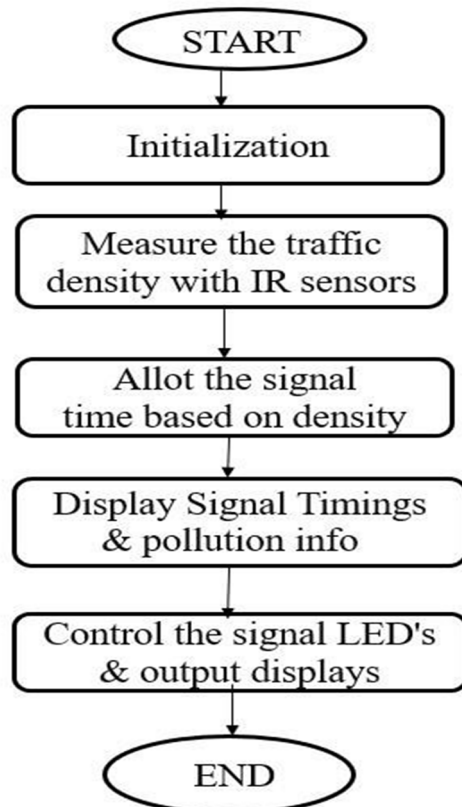 START
Initialization
Measure the traffic
density with IR sensors
Allot the signal
time based on density
Display Signal Timings
& pollution info
Control the signal LED's
& output displays
END